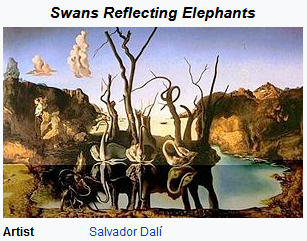 Swans Reflecting Elephants
Artist Salvador Dalí